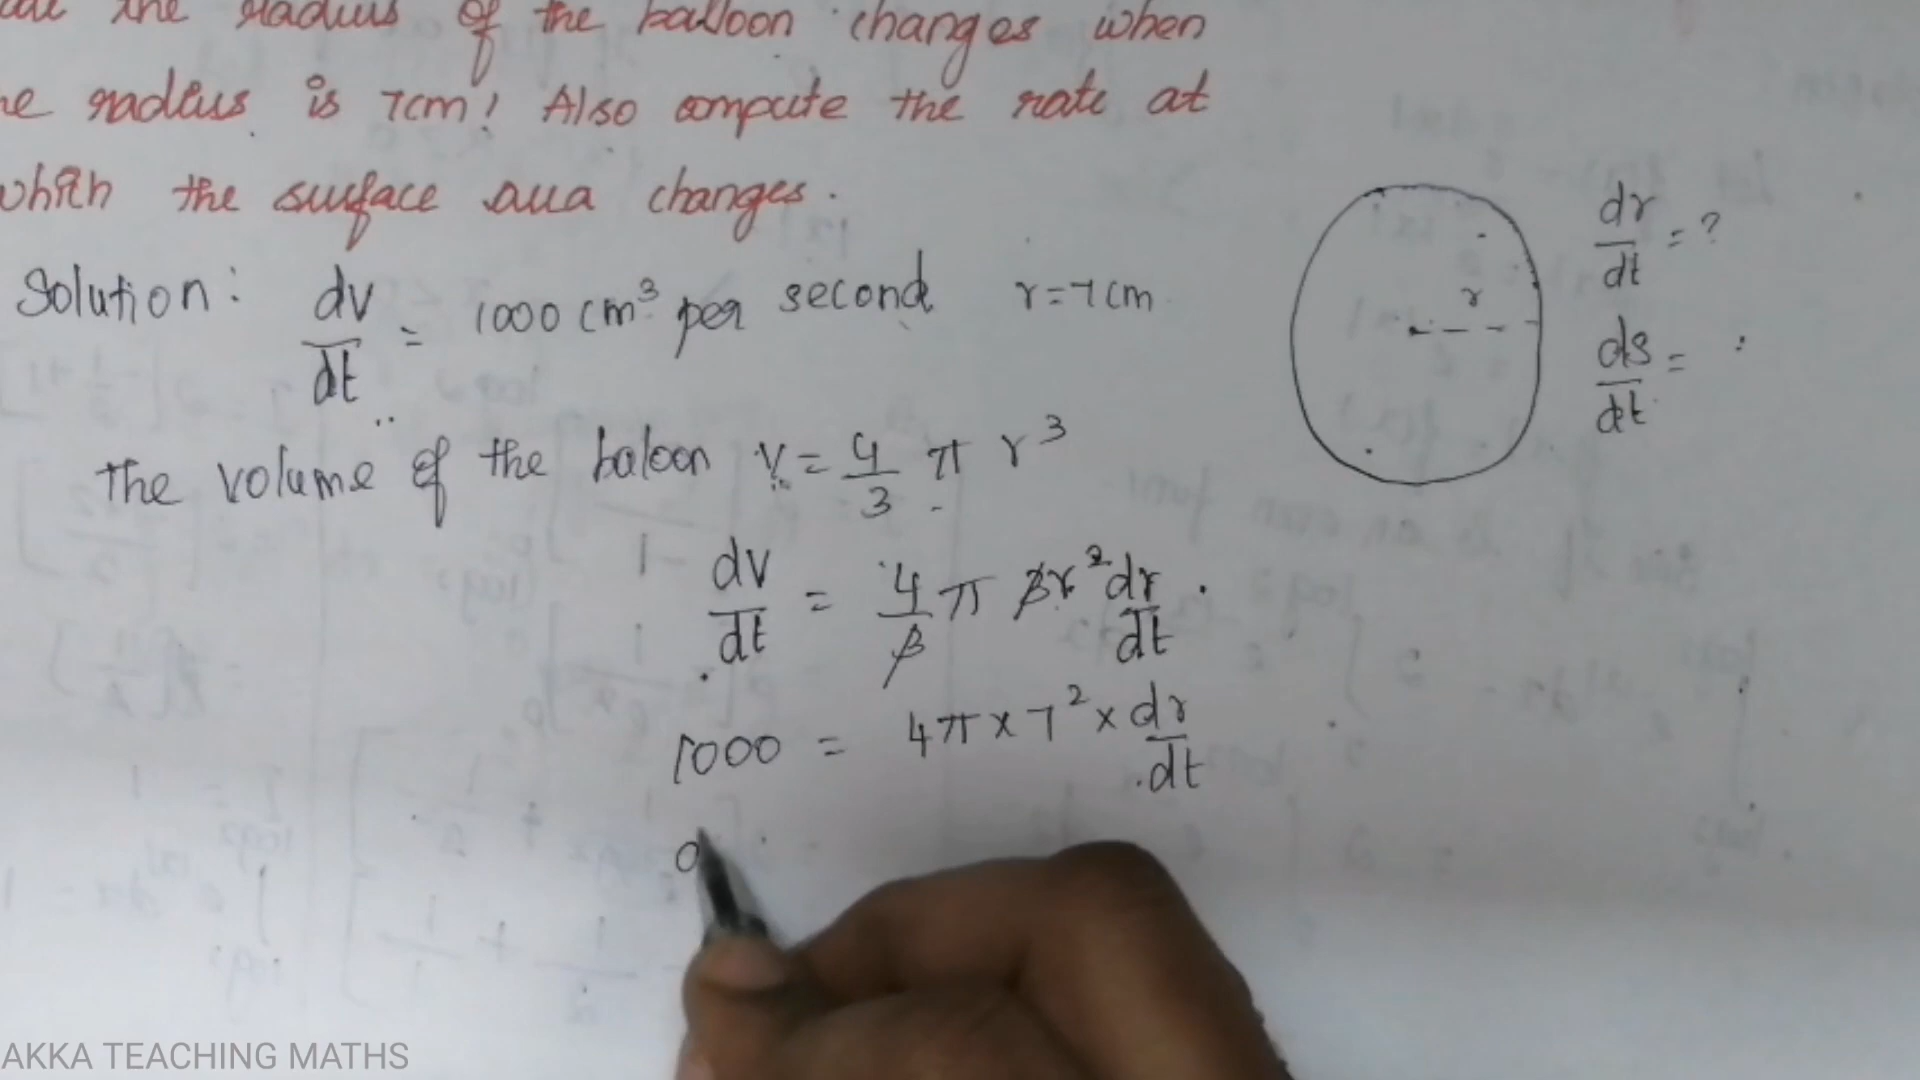 the radius of the balloon changes when
radius is 7cm? Also compute the rate at
which the surface area changes.
Solution: dv/dt = 1000 cm³ per second r=7cm
dr/dt = ?
ds/dt =
r
The volume of the baloon V = 4/3 π r³
dv/dt = 4/3 π 3r² dr/dt
1000 = 4π x 7² x dr/dt
AKKA TEACHING MATHS